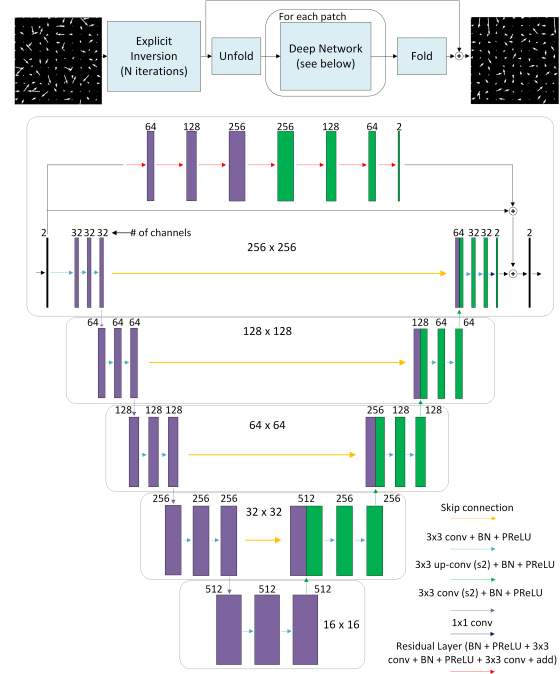 For each patch
Explicit
Inversion
(N iterations)
Unfold
Deep Network
(see below)
Fold
64 128 256 256 128 64 2
2 32 32 32 # of channels 64 32 32 2 2
256 x 256
64 64 64 128 64 64
128 x 128
128 128 128 256 128 128
64 x 64
256 256 256 512 256 256
32 x 32
512 512 512
16 x 16
Skip connection
3x3 conv + BN + PReLU
3x3 up-conv (s2) + BN + PReLU
3x3 conv (s2) + BN + PReLU
1x1 conv
Residual Layer (BN + PReLU + 3x3
conv + BN + PReLU + 3x3 conv + add)